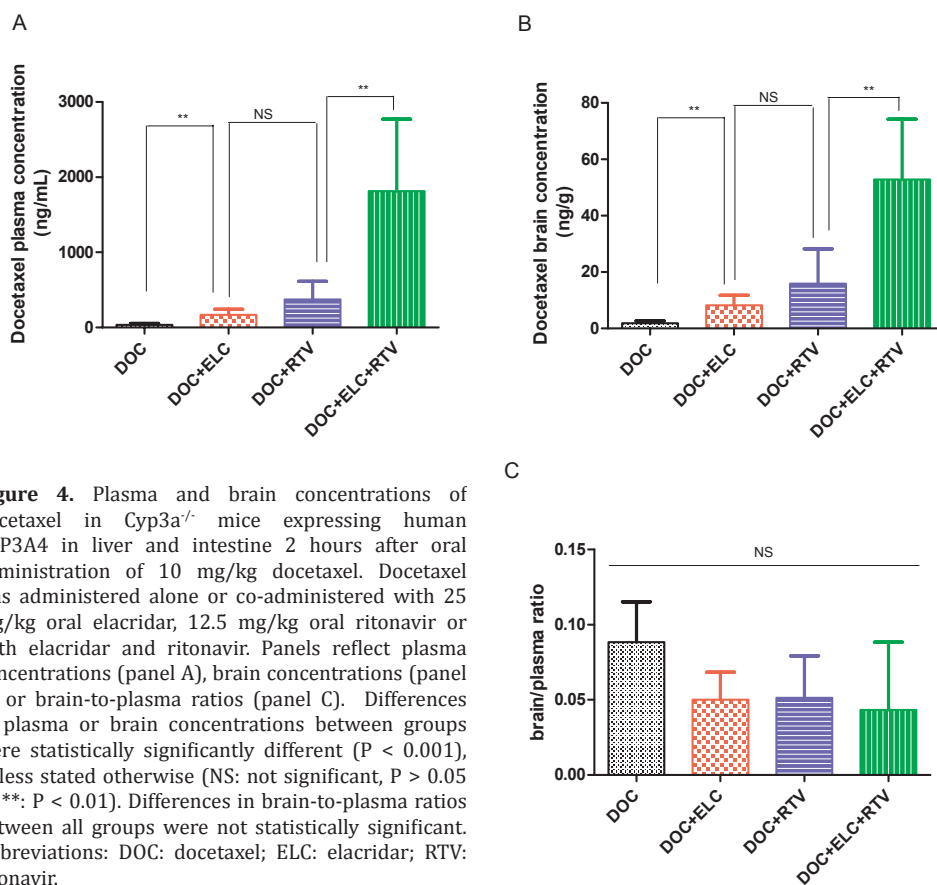 A
Docetaxel plasma concentration
(ng/mL)
3000
2000
1000
0
**
NS
**
DOC
DOC+ELC
DOC+RTV
DOC+ELC+RTV
B
Docetaxel brain concentration
(ng/g)
80
60
40
20
0
**
NS
**
DOC
DOC+ELC
DOC+RTV
DOC+ELC+RTV
gure 4. Plasma and brain concentrations of
cetaxel in Cyp3a-/- mice expressing human
P3A4 in liver and intestine 2 hours after oral
ministration of 10 mg/kg docetaxel. Docetaxel
as administered alone or co-administered with 25
g/kg oral elacridar, 12.5 mg/kg oral ritonavir or
th elacridar and ritonavir. Panels reflect plasma
ncentrations (panel A), brain concentrations (panel
or brain-to-plasma ratios (panel C). Differences
plasma or brain concentrations between groups
re statistically significantly different (P < 0.001),
less stated otherwise (NS: not significant, P > 0.05
**: P < 0.01). Differences in brain-to-plasma ratios
tween all groups were not statistically significant.
breviations: DOC: docetaxel; ELC: elacridar; RTV:
onavir.
C
brain/plasma ratio
0.15
0.10
0.05
0.00
NS
DOC
DOC+ELC
DOC+RTV
DOC+ELC+RTV